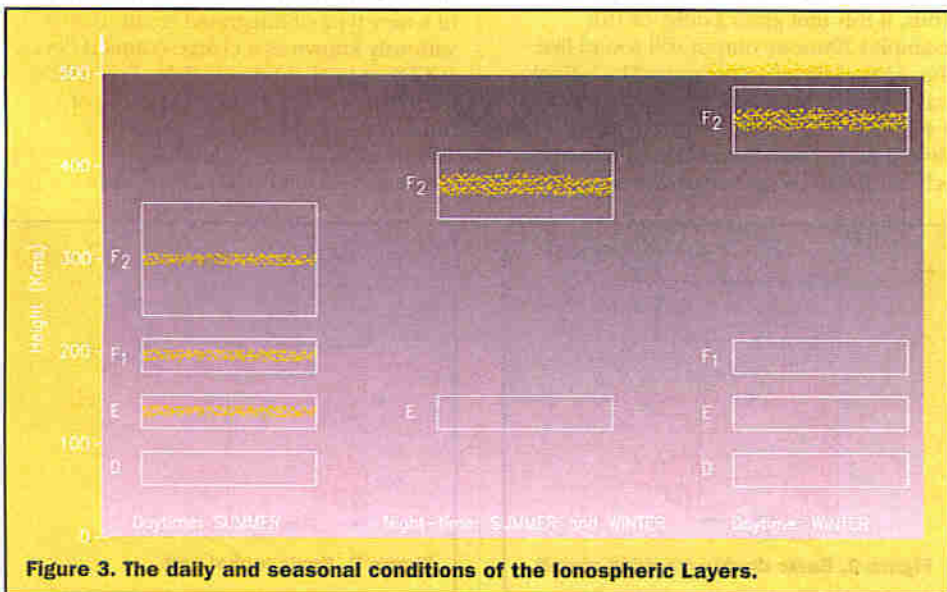 500
400
300
200
100
0
Height (Kms)
F2
F1
E
D
Daytime: SUMMER
F2
E
Night-time: SUMMER and WINTER
F2
F1
E
D
Daytime: WINTER
Figure 3. The daily and seasonal conditions of the Ionospheric Layers.